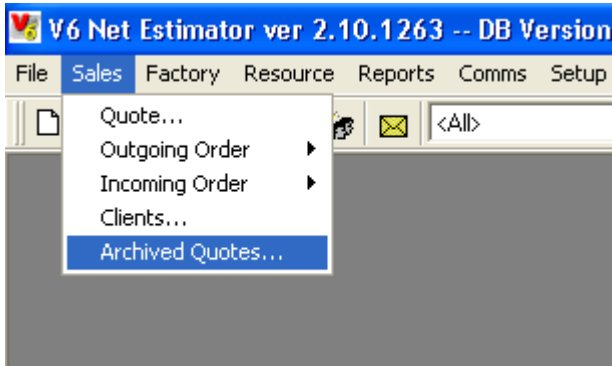 V6 Net Estimator ver 2.10.1263 -- DB Version
File Sales Factory Resource Reports Comms Setup
<All>
Quote...
Outgoing Order
Incoming Order
Clients...
Archived Quotes...